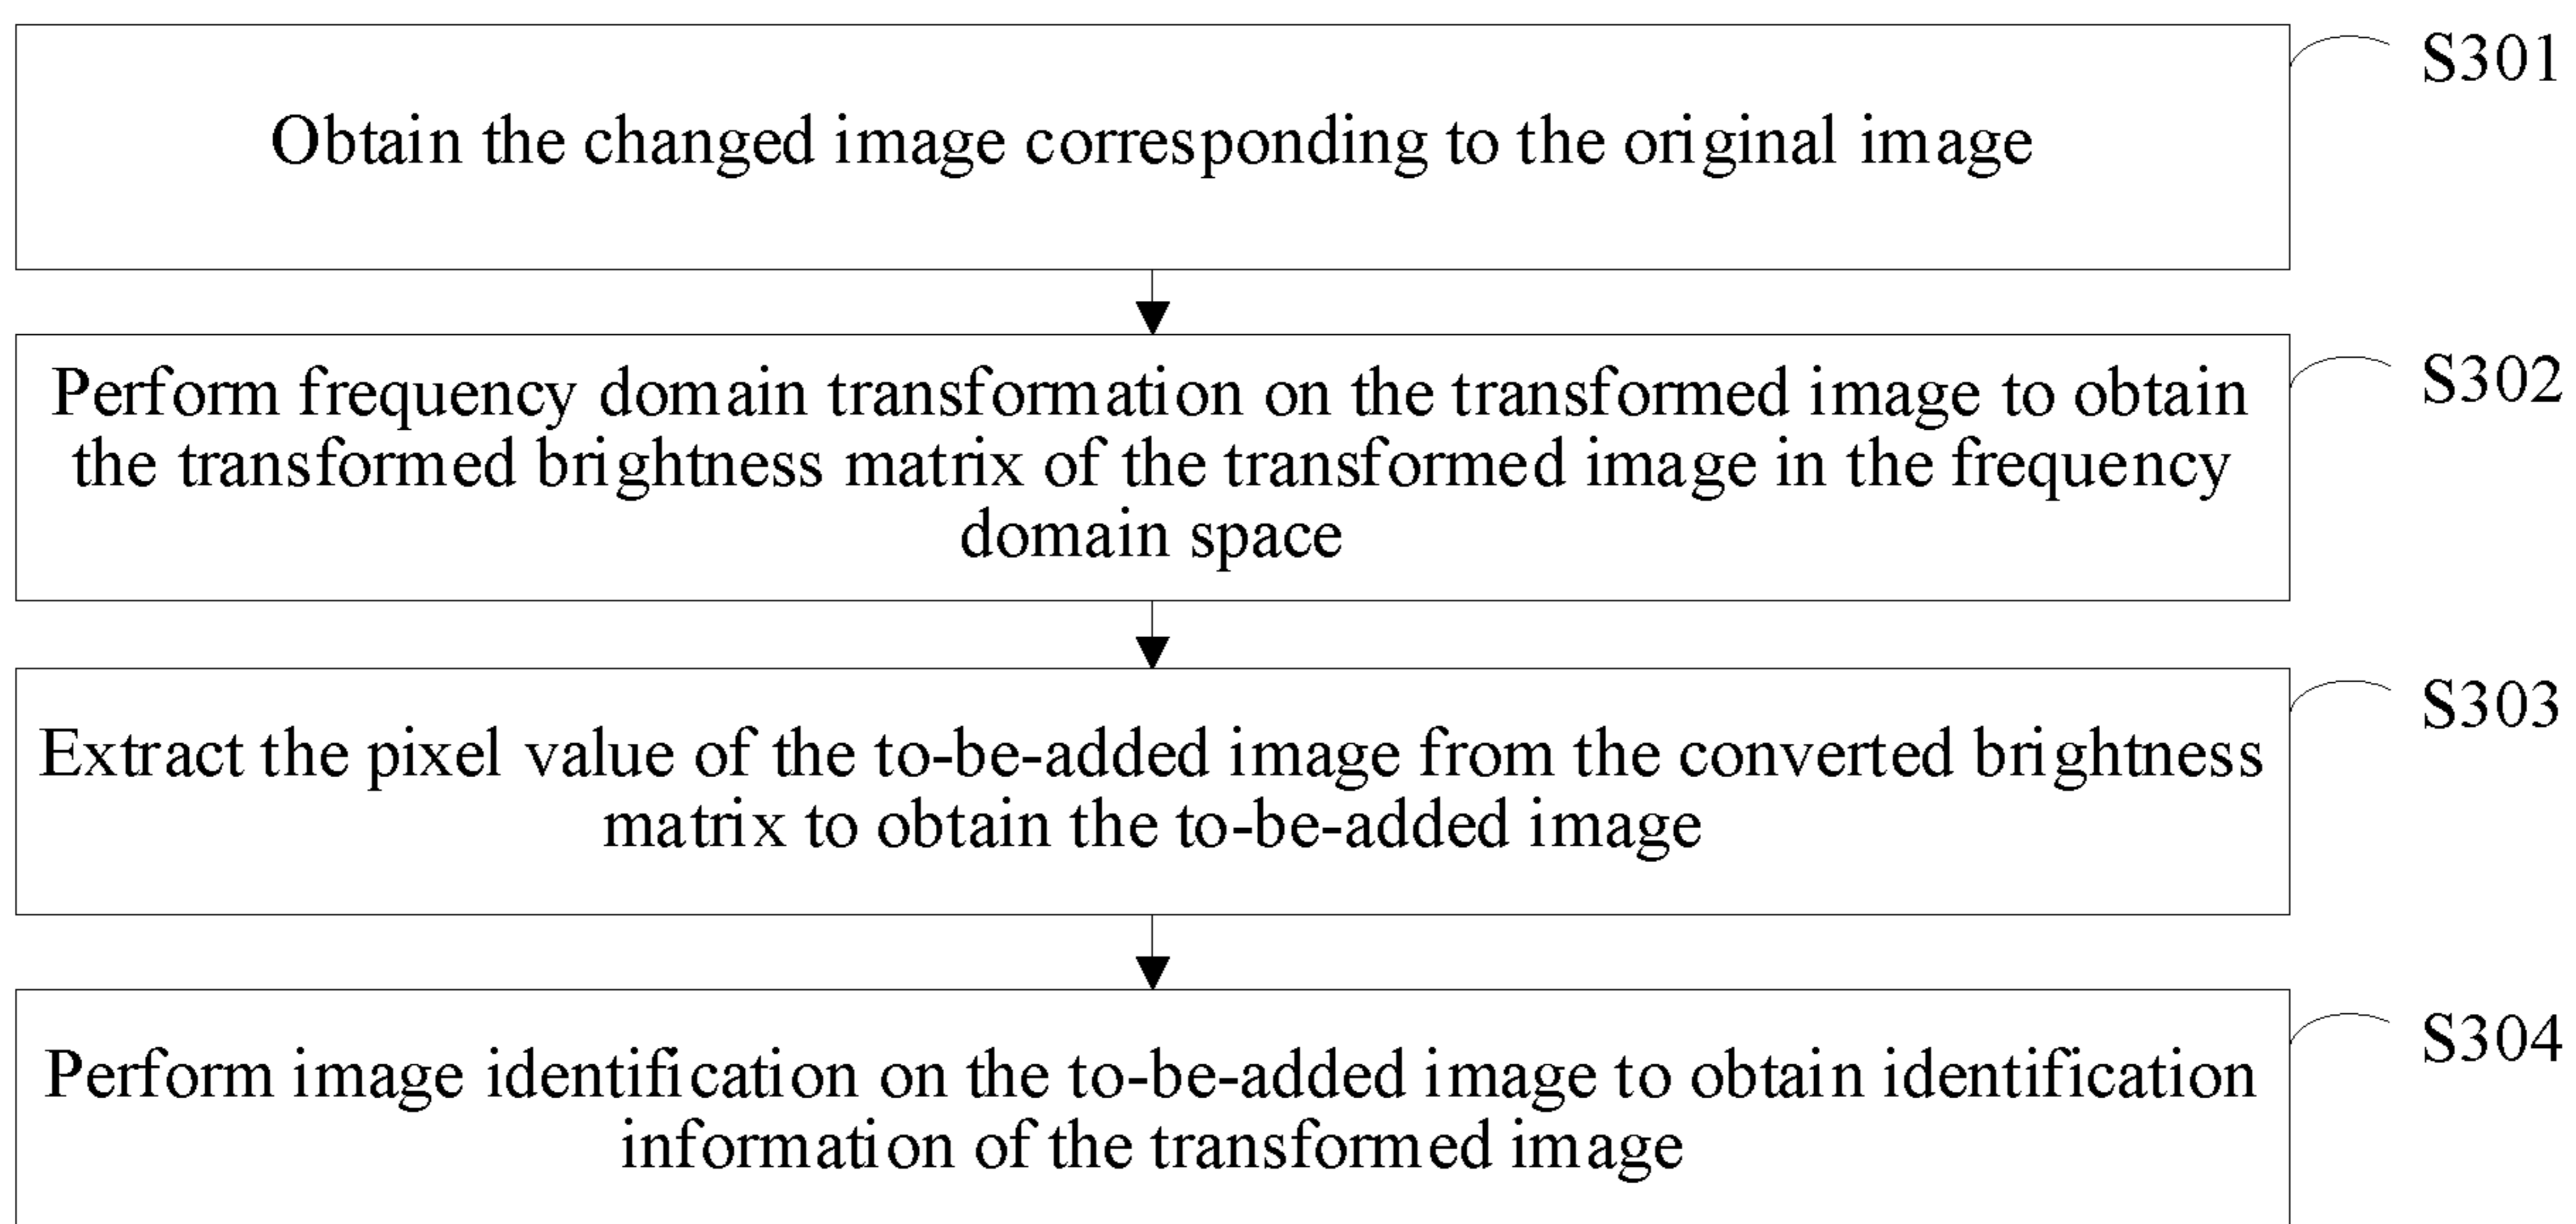 Obtain the changed image corresponding to the original image
S301
Perform frequency domain transformation on the transformed image to obtain
the transformed brightness matrix of the transformed image in the frequency
domain space
S302
Extract the pixel value of the to-be-added image from the converted brightness
matrix to obtain the to-be-added image
S303
Perform image identification on the to-be-added image to obtain identification
information of the transformed image
S304